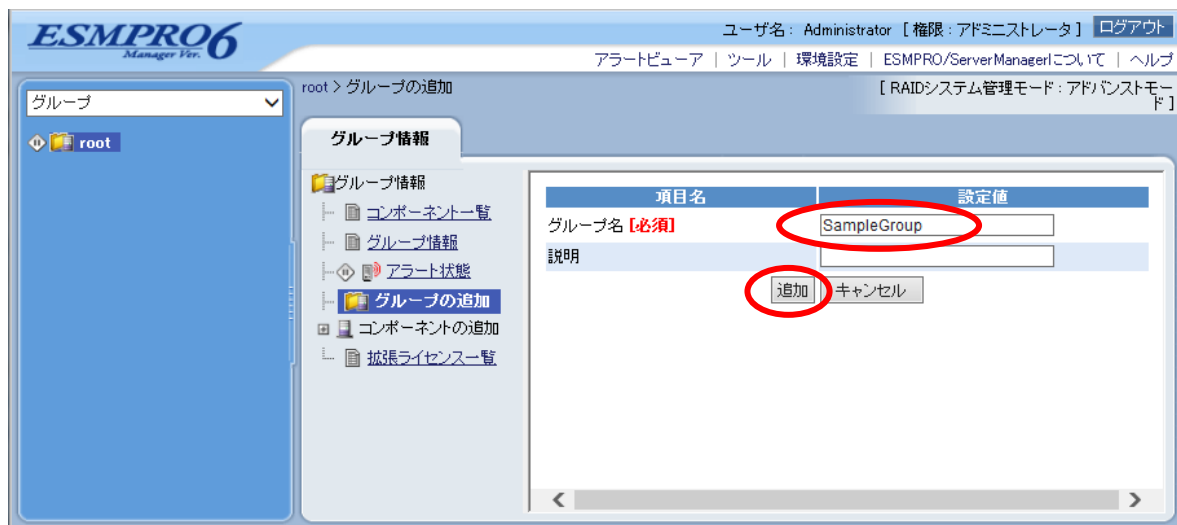 ESMPRO6
Manager Ver.
ユーザ名： Administrator [ 権限：アドミニストレータ ] ログアウト
アラートビューア | ツール | 環境設定 | ESMPRO/ServerManagerについて | ヘルプ
グループ
root > グループの追加
[ RAIDシステム管理モード：アドバンストモー
ド ]
root
グループ情報
グループ情報
コンポーネント一覧
グループ情報
アラート状態
グループの追加
コンポーネントの追加
拡張ライセンス一覧
項目名 設定値
グループ名 [必須] SampleGroup
説明
追加 キャンセル